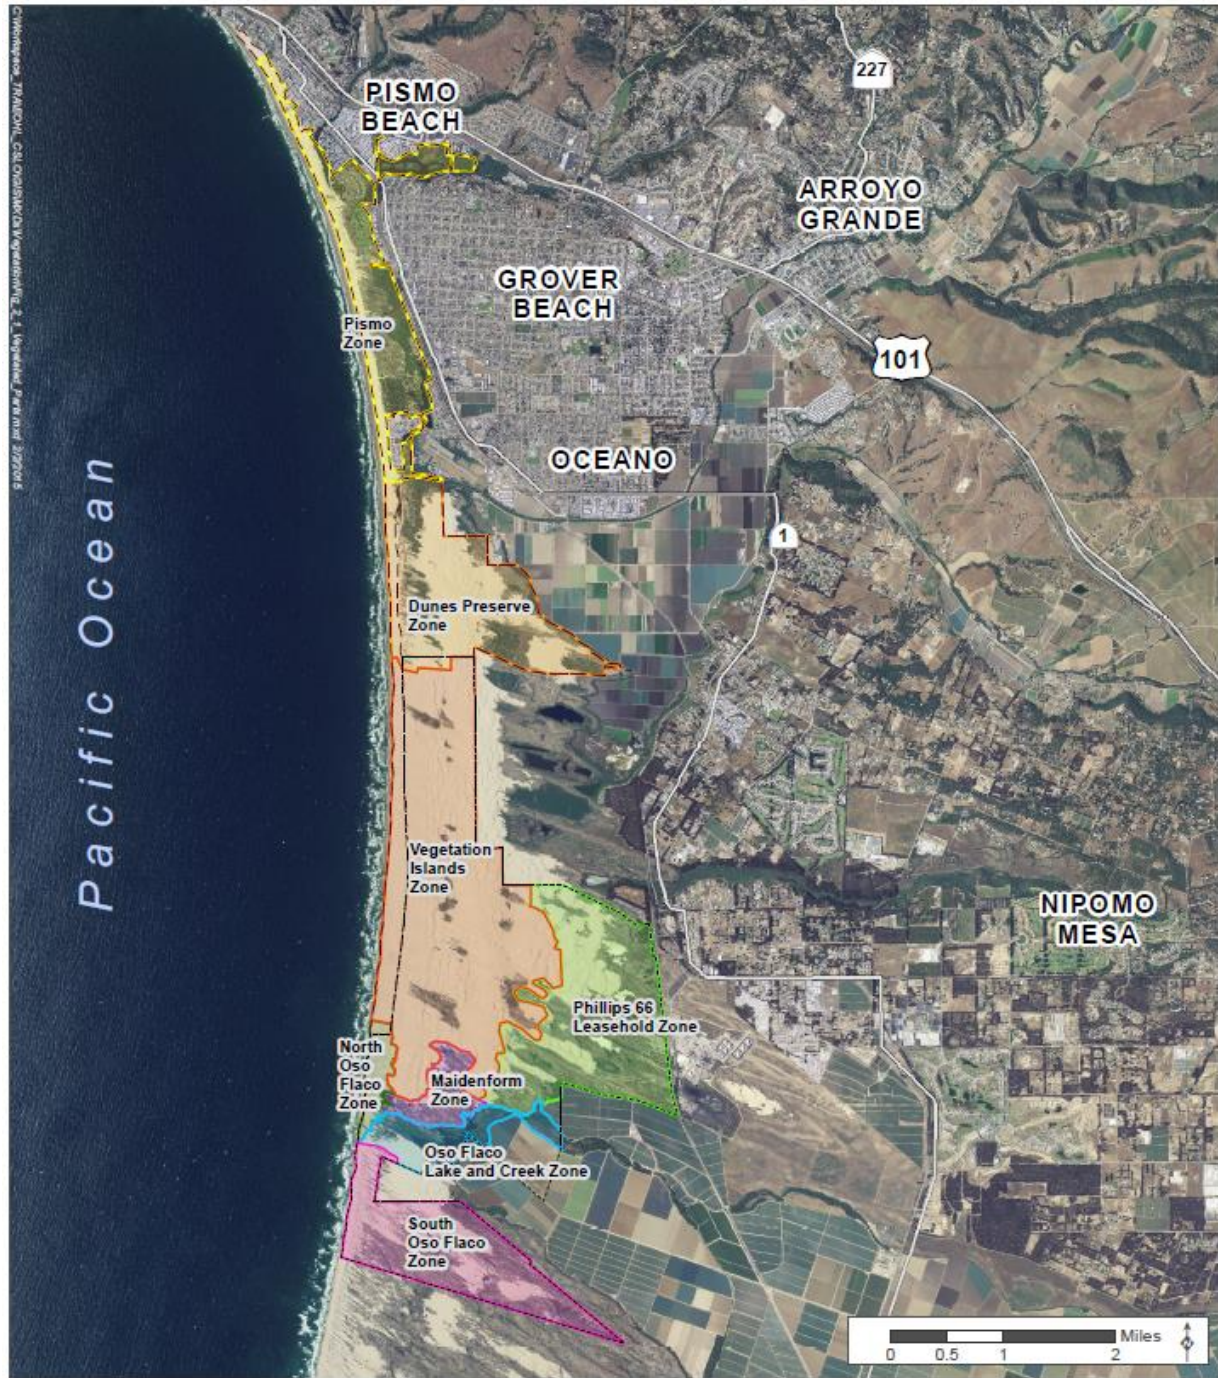 PISMO
BEACH
227
ARROYO
GRANDE
GROVER
BEACH
Pismo
Zone
101
OCEANO
Pacific Ocean
1
Dunes Preserve
Zone
Vegetation
Islands
Zone
NIPOMO
MESA
Phillips 66
Leasehold Zone
North
Oso
Flaco
Zone
Maidenform
Zone
Oso Flaco
Lake and Creek Zone
South
Oso Flaco
Zone
Miles
0 0.5 1 2
N